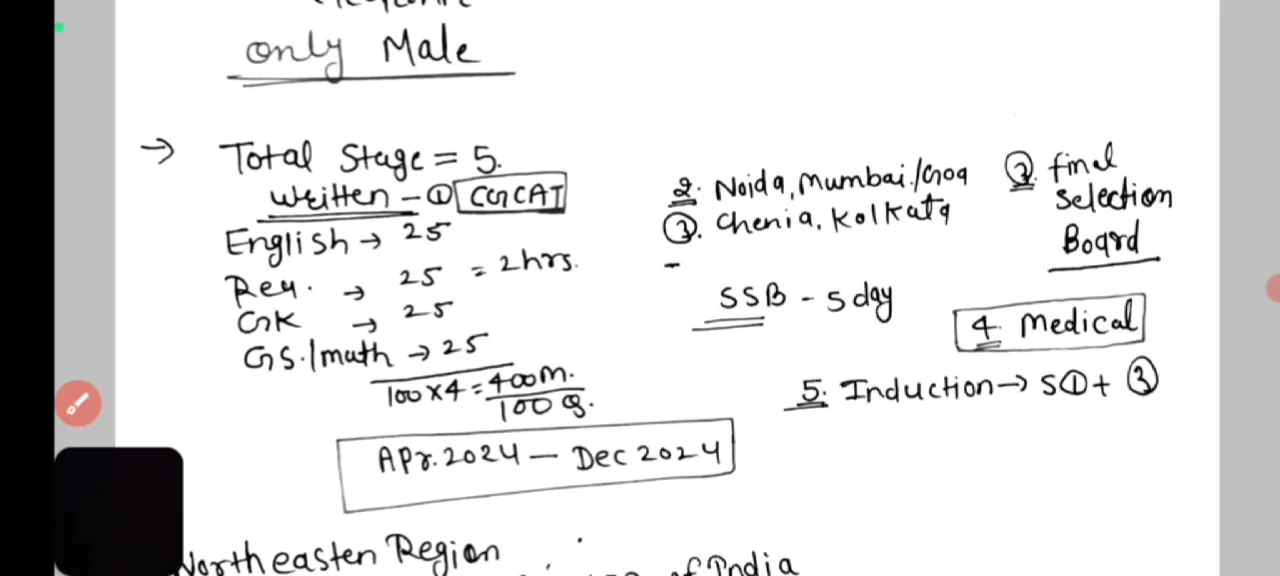 only Male
→ Total Stage = 5.
written - ① CGCAT
English → 25
Rey. → 25 = 2hrs.
GK → 25
GS./math → 25
100×4 = 400m.
100 Q.
Apr. 2024 — Dec 2024
2. Noida, Mumbai./Goa
③. Chenia, Kolkata
SSB - 5 day
③ final
Selection
Board
4. Medical
5. Induction → S① + ③
Northeasten Region
of India